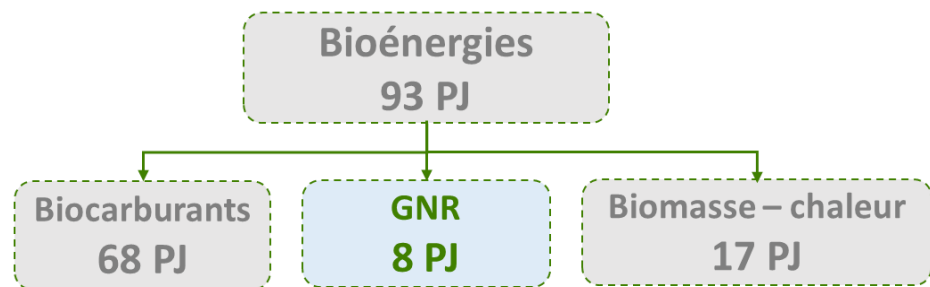 Bioénergies
93 PJ
Biocarburants
68 PJ
GNR
8 PJ
Biomasse – chaleur
17 PJ